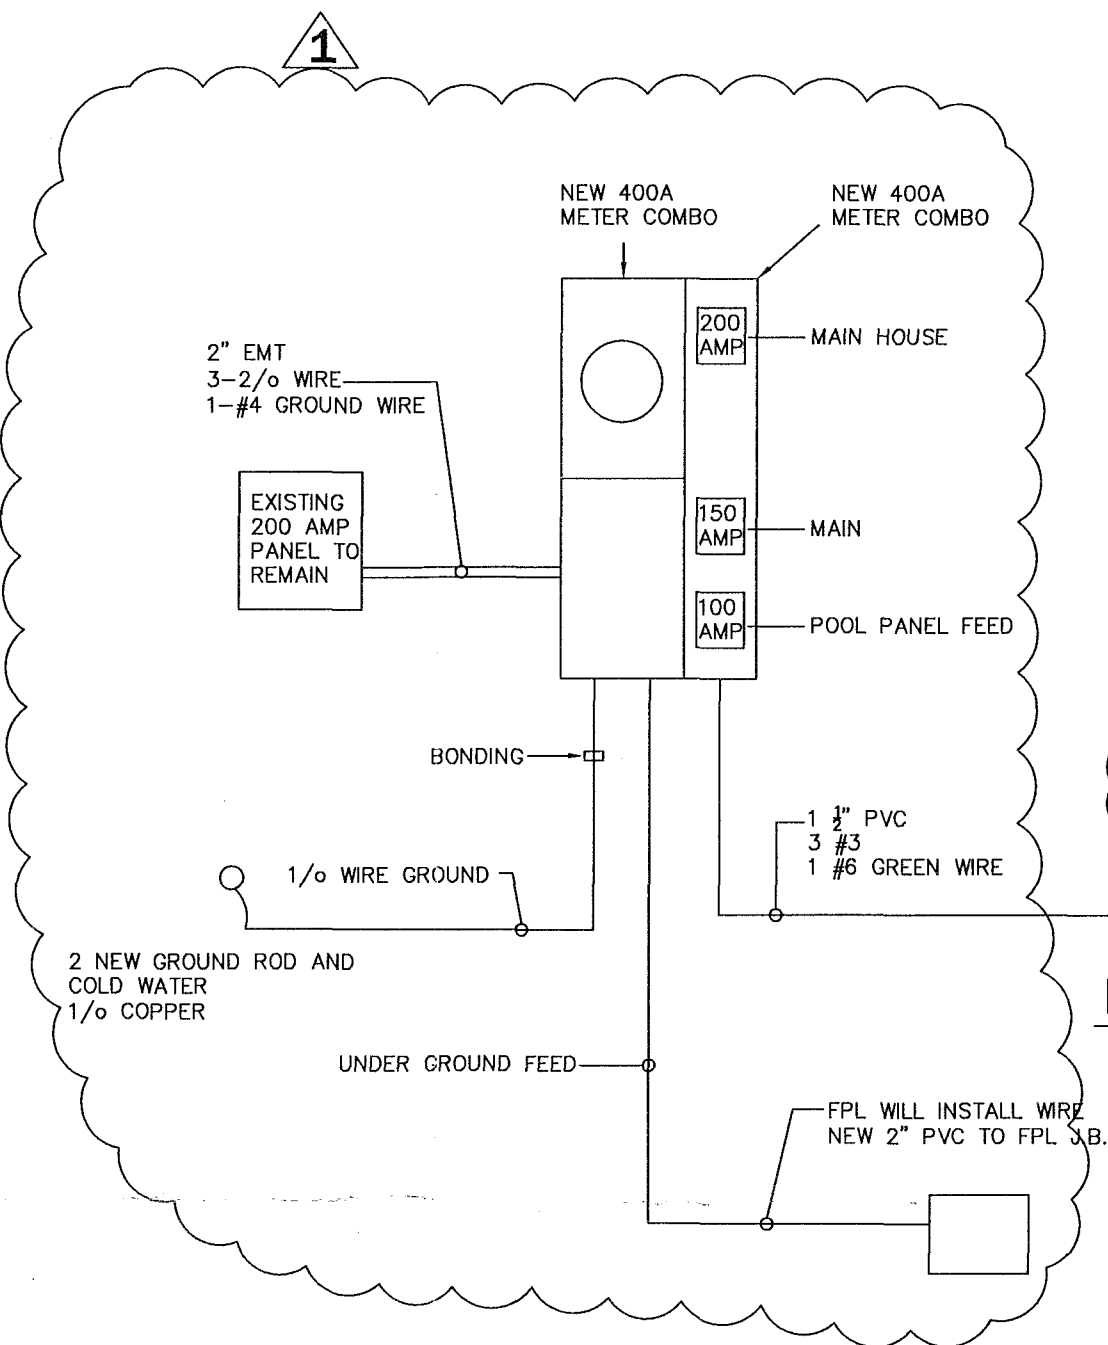 1
NEW 400A
METER COMBO
NEW 400A
METER COMBO
200
AMP
MAIN HOUSE
2" EMT
3-2/o WIRE
1-#4 GROUND WIRE
EXISTING
200 AMP
PANEL TO
REMAIN
150
AMP
MAIN
100
AMP
POOL PANEL FEED
BONDING
1 1/2" PVC
3 #3
1 #6 GREEN WIRE
1/o WIRE GROUND
2 NEW GROUND ROD AND
COLD WATER
1/o COPPER
UNDER GROUND FEED
FPL WILL INSTALL WIRE
NEW 2" PVC TO FPL J.B.